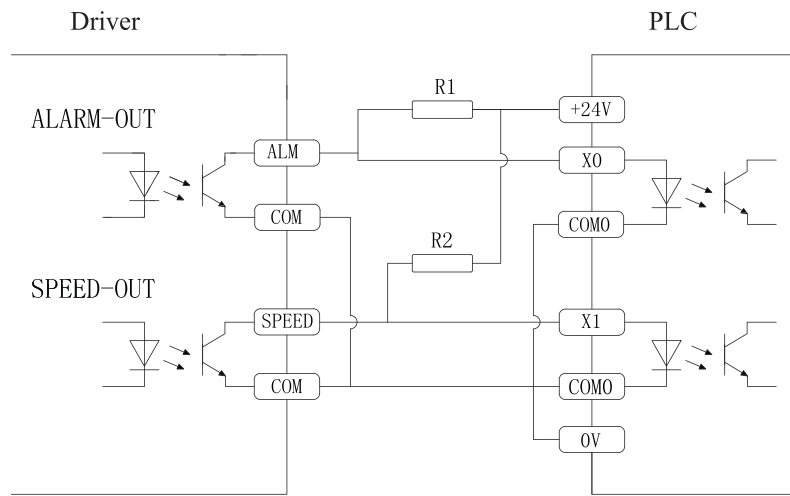 Driver
PLC
R1
+24V
ALARM-OUT
ALM
X0
COM
COM0
R2
SPEED-OUT
SPEED
X1
COM
COM0
0V